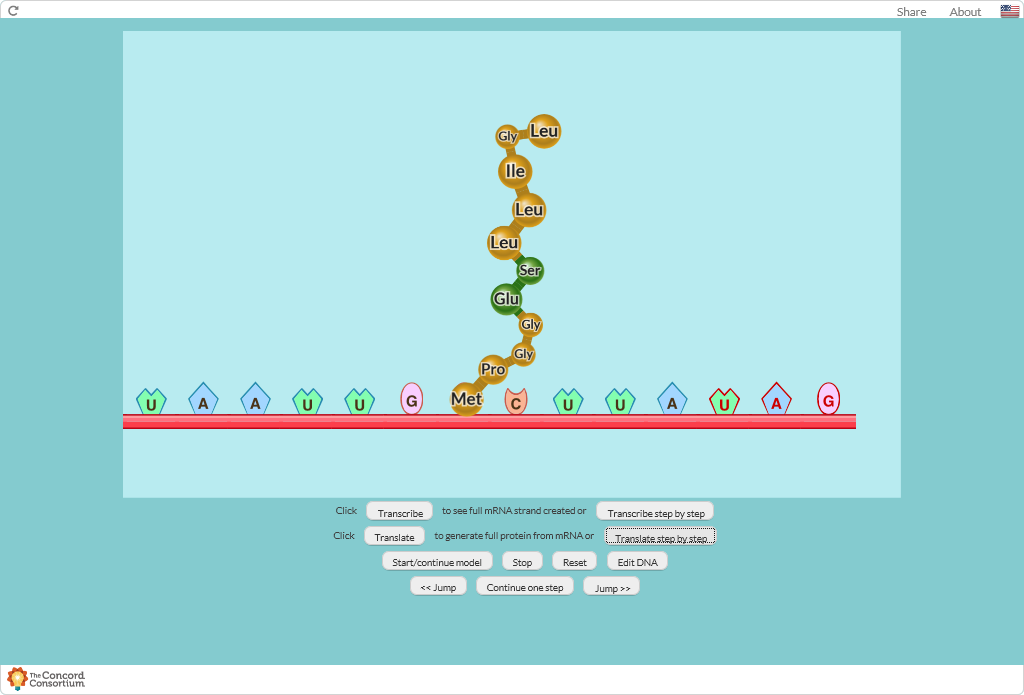 Share About
Gly Leu
Ile
Leu
Leu
Ser
Glu
Gly
Gly
Pro
U A A U U G Met C U U A U A G
Click Transcribe to see full mRNA strand created or Transcribe step by step
Click Translate to generate full protein from mRNA or Translate step by step
Start/continue model Stop Reset Edit DNA
<< Jump Continue one step Jump >>
The Concord
Consortium